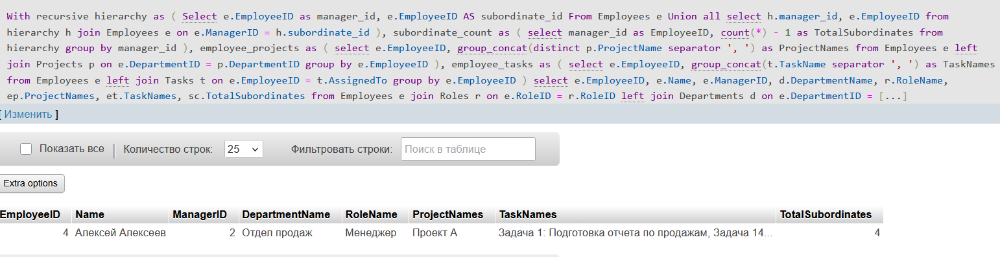 With recursive hierarchy as ( Select e.EmployeeID as manager_id, e.EmployeeID AS subordinate_id From Employees e Union all select h.manager_id, e.EmployeeID from
hierarchy h join Employees e on e.ManagerID = h.subordinate_id ), subordinate_count as ( select manager_id as EmployeeID, count(*) - 1 as TotalSubordinates from
hierarchy group by manager_id ), employee_projects as ( select e.EmployeeID, group_concat(distinct p.ProjectName separator ', ') as ProjectNames from Employees e left
join Projects p on e.DepartmentID = p.DepartmentID group by e.EmployeeID ), employee_tasks as ( select e.EmployeeID, group_concat(t.TaskName separator ', ') as TaskNames
from Employees e left join Tasks t on e.EmployeeID = t.AssignedTo group by e.EmployeeID ) select e.EmployeeID, e.Name, e.ManagerID, d.DepartmentName, r.RoleName,
ep.ProjectNames, et.TaskNames, sc.TotalSubordinates from Employees e join Roles r on e.RoleID = r.RoleID left join Departments d on e.DepartmentID = [...]
[ Изменить ]
Показать все | Количество строк: 25 Фильтровать строки: Поиск в таблице
Extra options
EmployeeID Name ManagerID DepartmentName RoleName ProjectNames TaskNames TotalSubordinates
4 Алексей Алексеев 2 Отдел продаж Менеджер Проект А Задача 1: Подготовка отчета по продажам, Задача 14... 4